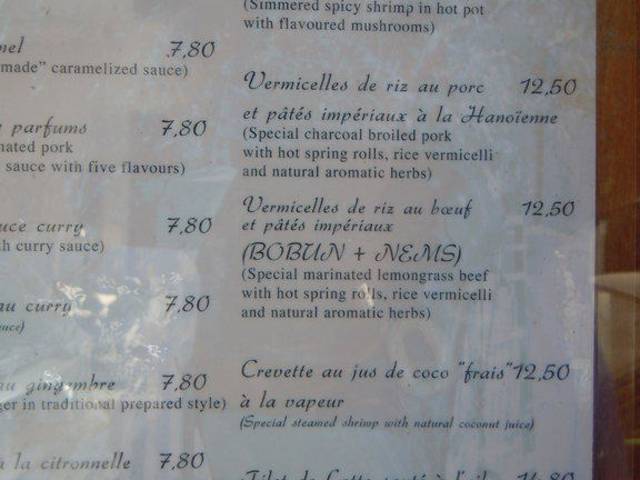 7,80
made" caramelized sauce)
parfums 7,80
pork
sauce with five flavours)
curry 7,80
curry sauce)
au curry 7,80
gingembre 7,80
in traditional prepared style)
la citronnelle 7,80
(Simmered spicy shrimp in hot pot
with flavoured mushrooms)
Vermicelles de riz au porc 12,50
et pâtés impériaux à la Hanoïenne
(Special charcoal broiled pork
with hot spring rolls, rice vermicelli
and natural aromatic herbs)
Vermicelles de riz au bœuf 12,50
et pâtés impériaux
(BOBUN + NEMS)
(Special marinated lemongrass beef
with hot spring rolls, rice vermicelli
and natural aromatic herbs)
Crevette au jus de coco "frais" 12,50
à la vapeur
(Special steamed shrimp with natural coconut juice)